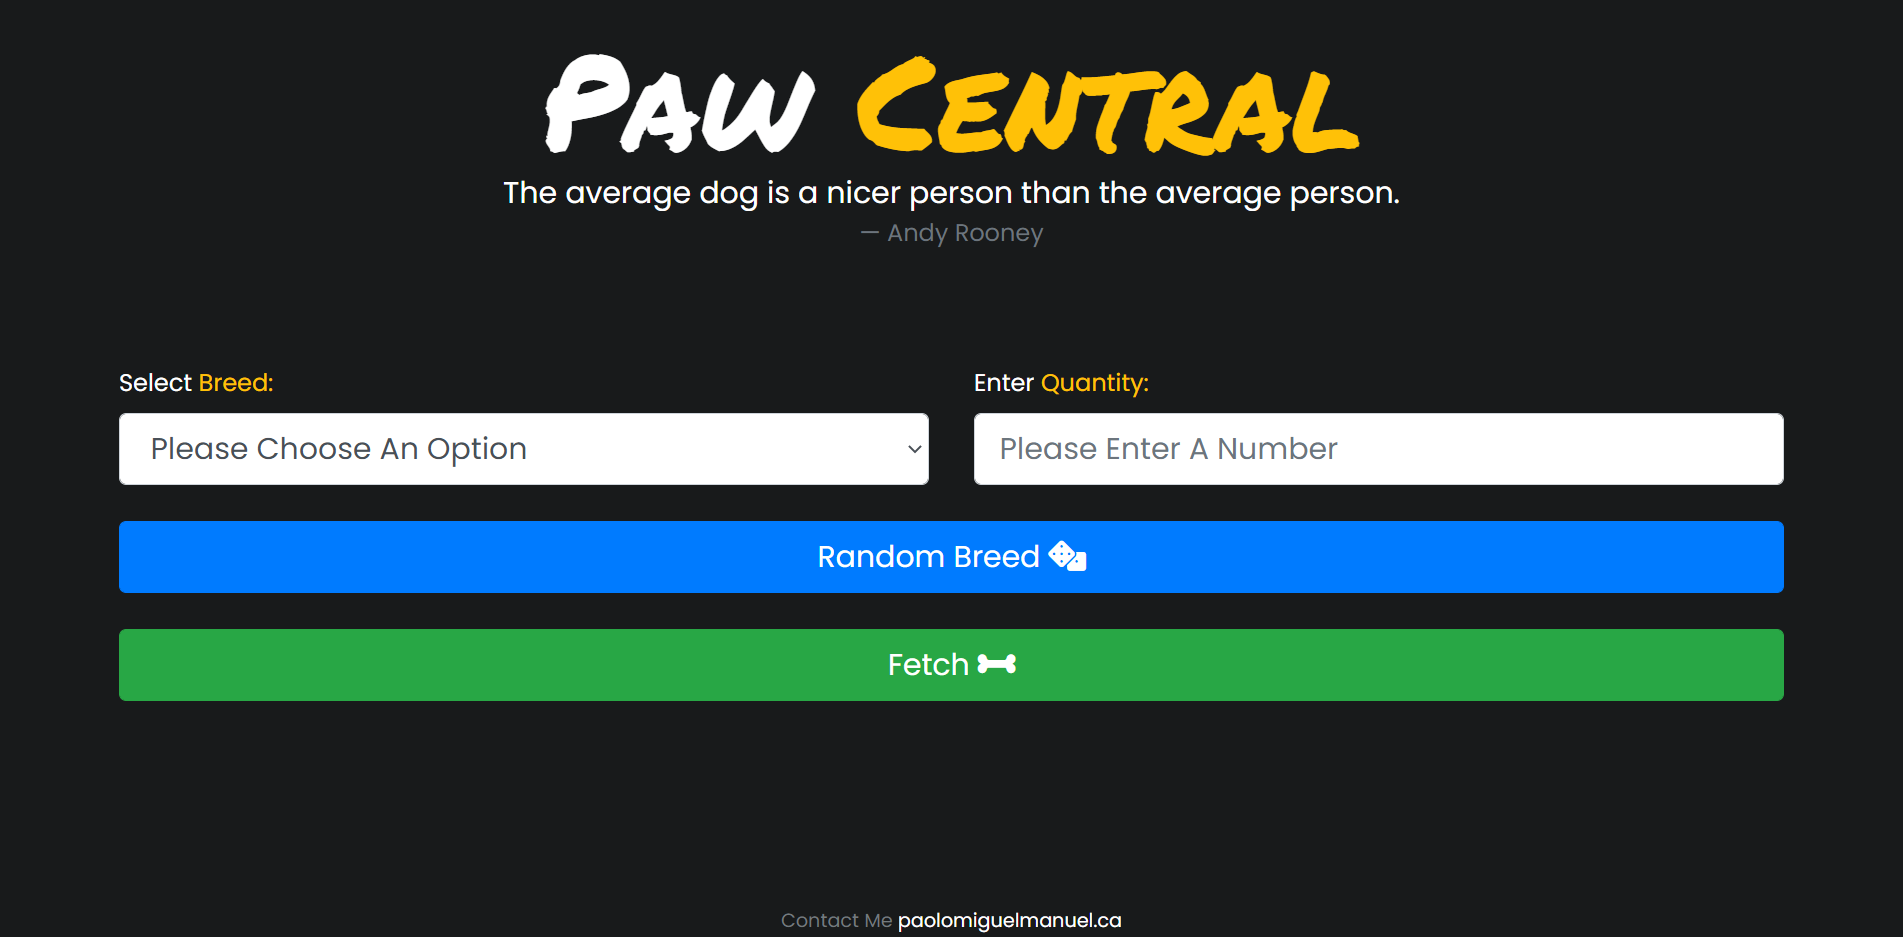 Paw Central
The average dog is a nicer person than the average person.
— Andy Rooney
Select Breed:
Please Choose An Option
Enter Quantity:
Please Enter A Number
Random Breed
Fetch
Contact Me paolomiguelmanuel.ca